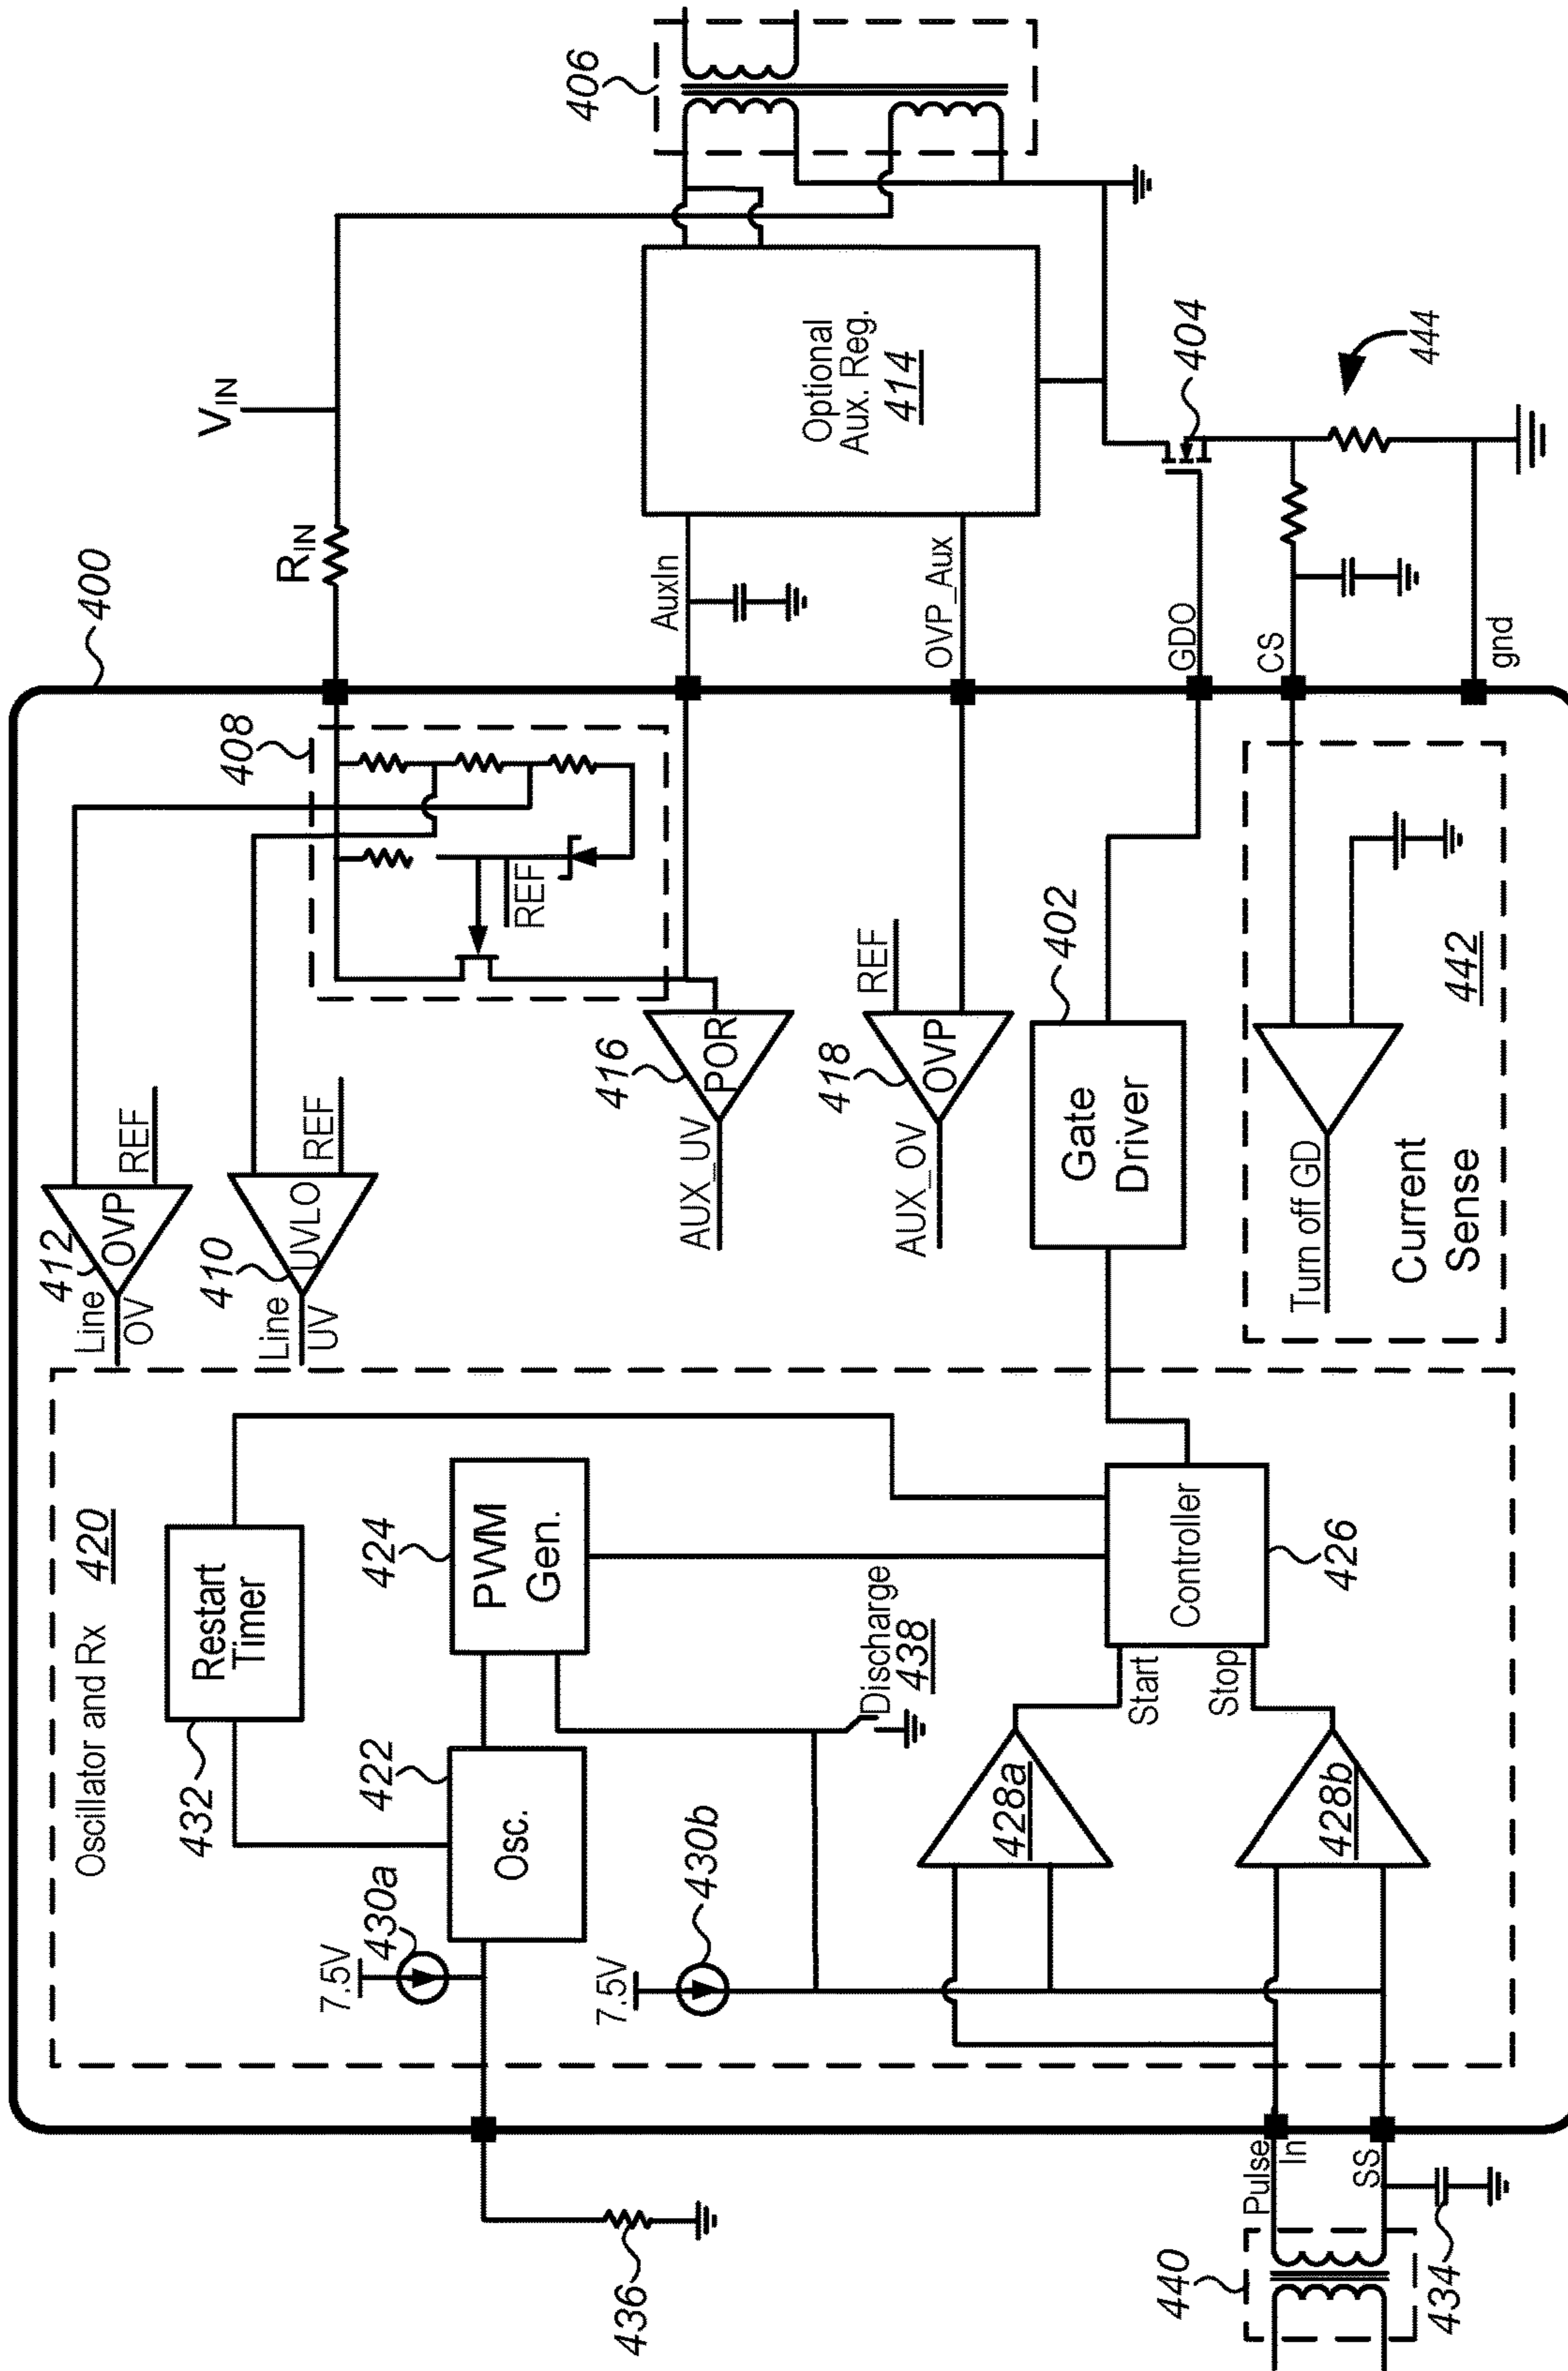 400
V_IN
R_IN
406
408
412
OVP
REF
Line
OV
410
UVLO
REF
Line
UV
REF
416
POR
AUX_UV
AuxIn
Optional
Aux. Reg.
414
418
OVP
REF
AUX_OV
OVP_Aux
402
Gate
Driver
GDO
404
CS
444
gnd
Turn off GD
Current
Sense
442
Oscillator and Rx
420
Restart
Timer
432
PWM
Gen.
424
Osc.
422
7.5V
430a
7.5V
430b
Discharge
438
Controller
426
Start
Stop
428a
428b
436
Pulse
In
SS
440
434